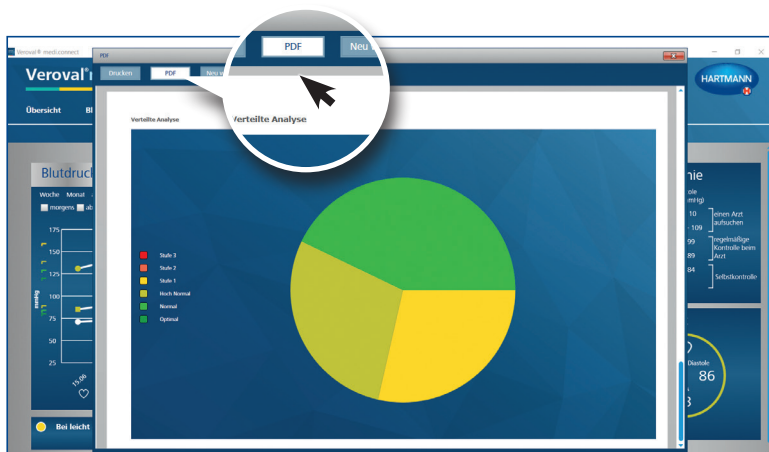 PDF
Neu
Veroval® medi.connect
PDF
Veroval®
Drucken
PDF
Neu
HARTMANN
Übersicht
Bl
Verteilte Analyse
Verteilte Analyse
Blutdruck
Woche Monat
morgens
175
150
125
100
75
50
25
mmHg
15.06
Stufe 3
Stufe 2
Stufe 1
Hoch Normal
Normal
Optimal
nie
ole
mHg)
10
- 109
99
89
84
einen Arzt
aufsuchen
regelmäßige
Kontrolle beim
Arzt
Selbstkontrolle
Diastole
86
Bei leicht